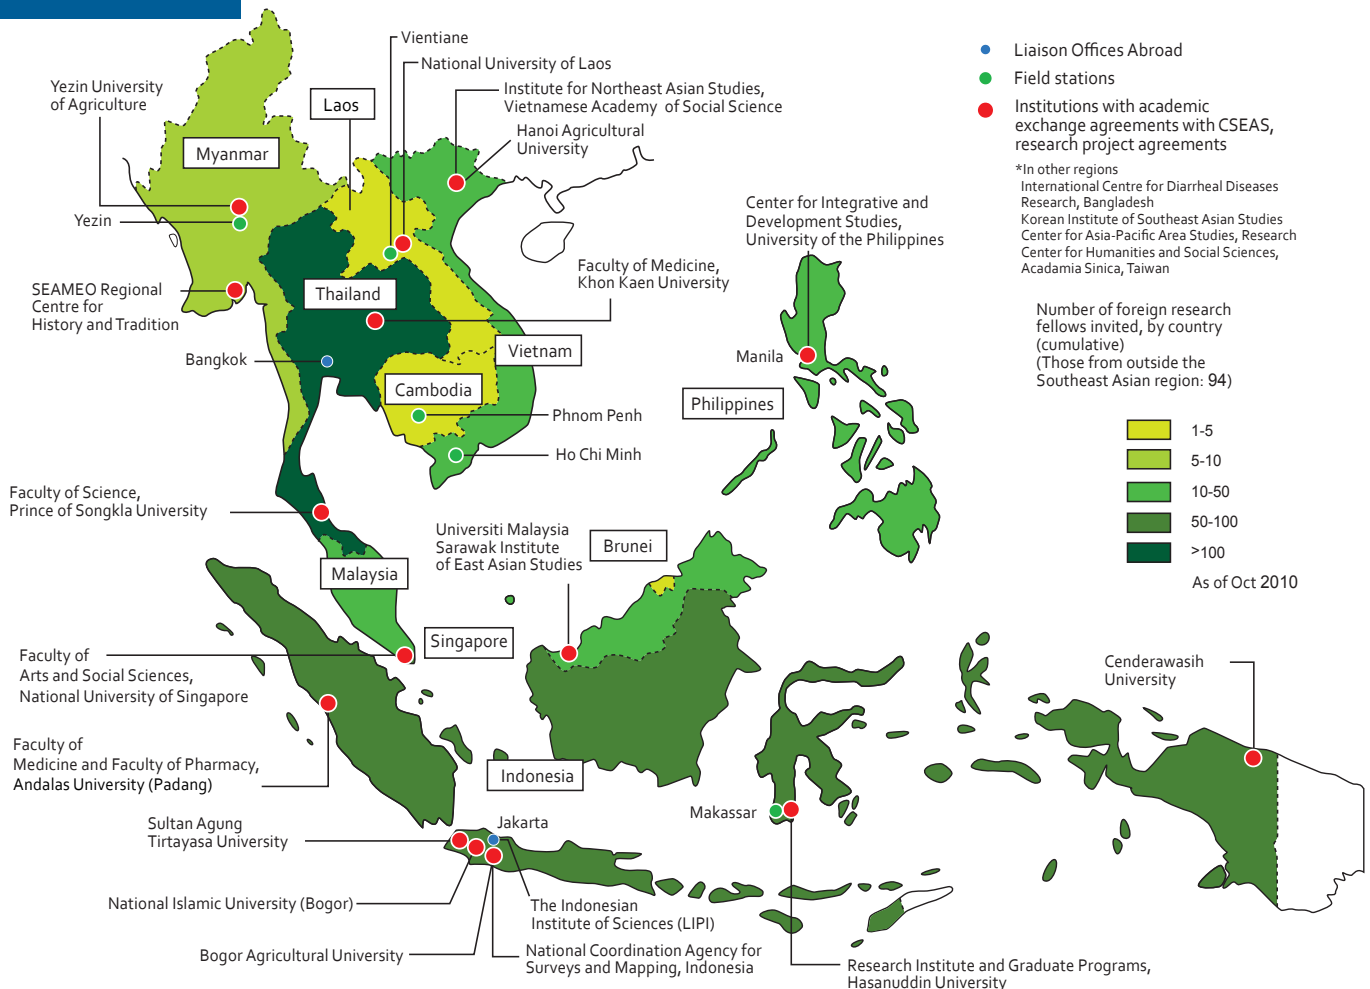 Vientiane
National University of Laos
Institute for Northeast Asian Studies,
Vietnamese Academy of Social Science
Hanoi Agricultural
University
Yezin University
of Agriculture
Laos
Myanmar
Yezin
SEAMEO Regional
Centre for
History and Tradition
Thailand
Bangkok
Faculty of Medicine,
Khon Kaen University
Vietnam
Cambodia
Phnom Penh
Ho Chi Minh
Center for Integrative and
Development Studies,
University of the Philippines
Manila
Philippines
Liaison Offices Abroad
Field stations
Institutions with academic
exchange agreements with CSEAS,
research project agreements
*In other regions
International Centre for Diarrheal Diseases
Research, Bangladesh
Korean Institute of Southeast Asian Studies
Center for Asia-Pacific Area Studies, Research
Center for Humanities and Social Sciences,
Acadamia Sinica, Taiwan
Number of foreign research
fellows invited, by country
(cumulative)
(Those from outside the
Southeast Asian region: 94)
1-5
5-10
10-50
50-100
>100
As of Oct 2010
Faculty of Science,
Prince of Songkla University
Malaysia
Universiti Malaysia
Sarawak Institute
of East Asian Studies
Brunei
Singapore
Faculty of
Arts and Social Sciences,
National University of Singapore
Faculty of
Medicine and Faculty of Pharmacy,
Andalas University (Padang)
Indonesia
Cenderawasih
University
Makassar
Sultan Agung
Tirtayasa University
Jakarta
National Islamic University (Bogor)
The Indonesian
Institute of Sciences (LIPI)
Bogor Agricultural University
National Coordination Agency for
Surveys and Mapping, Indonesia
Research Institute and Graduate Programs,
Hasanuddin University